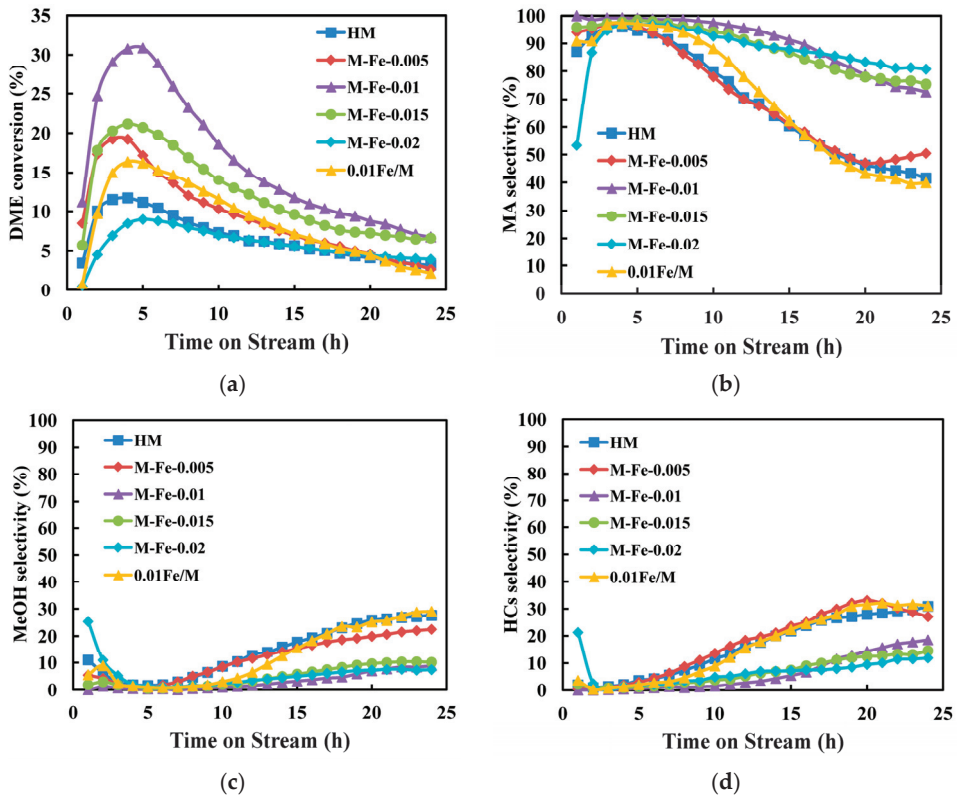 35
30
25
20
15
10
5
0
DME conversion (%)
HM
M-Fe-0.005
M-Fe-0.01
M-Fe-0.015
M-Fe-0.02
0.01Fe/M
0 5 10 15 20 25
Time on Stream (h)
(a)
100
90
80
70
60
50
40
30
20
10
0
MA selectivity (%)
HM
M-Fe-0.005
M-Fe-0.01
M-Fe-0.015
M-Fe-0.02
0.01Fe/M
0 5 10 15 20 25
Time on Stream (h)
(b)
100
90
80
70
60
50
40
30
20
10
0
MeOH selectivity (%)
HM
M-Fe-0.005
M-Fe-0.01
M-Fe-0.015
M-Fe-0.02
0.01Fe/M
0 5 10 15 20 25
Time on Stream (h)
(c)
100
90
80
70
60
50
40
30
20
10
0
HCs selectivity (%)
HM
M-Fe-0.005
M-Fe-0.01
M-Fe-0.015
M-Fe-0.02
0.01Fe/M
0 5 10 15 20 25
Time on Stream (h)
(d)